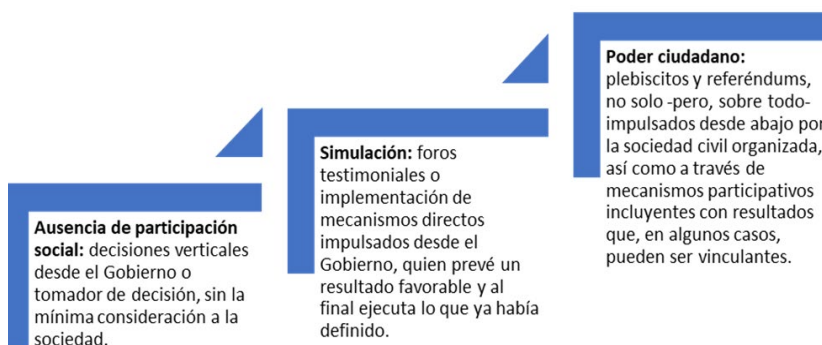 Ausencia de participación
social: decisiones verticales
desde el Gobierno o
tomador de decisión, sin la
mínima consideración a la
sociedad.
Simulación: foros
testimoniales o
implementación de
mecanismos directos
impulsados desde el
Gobierno, quien prevé un
resultado favorable y al
final ejecuta lo que ya había
definido.
Poder ciudadano:
plebiscitos y referéndums,
no solo -pero, sobre todo-
impulsados desde abajo por
la sociedad civil organizada,
así como a través de
mecanismos participativos
incluyentes con resultados
que, en algunos casos,
pueden ser vinculantes.